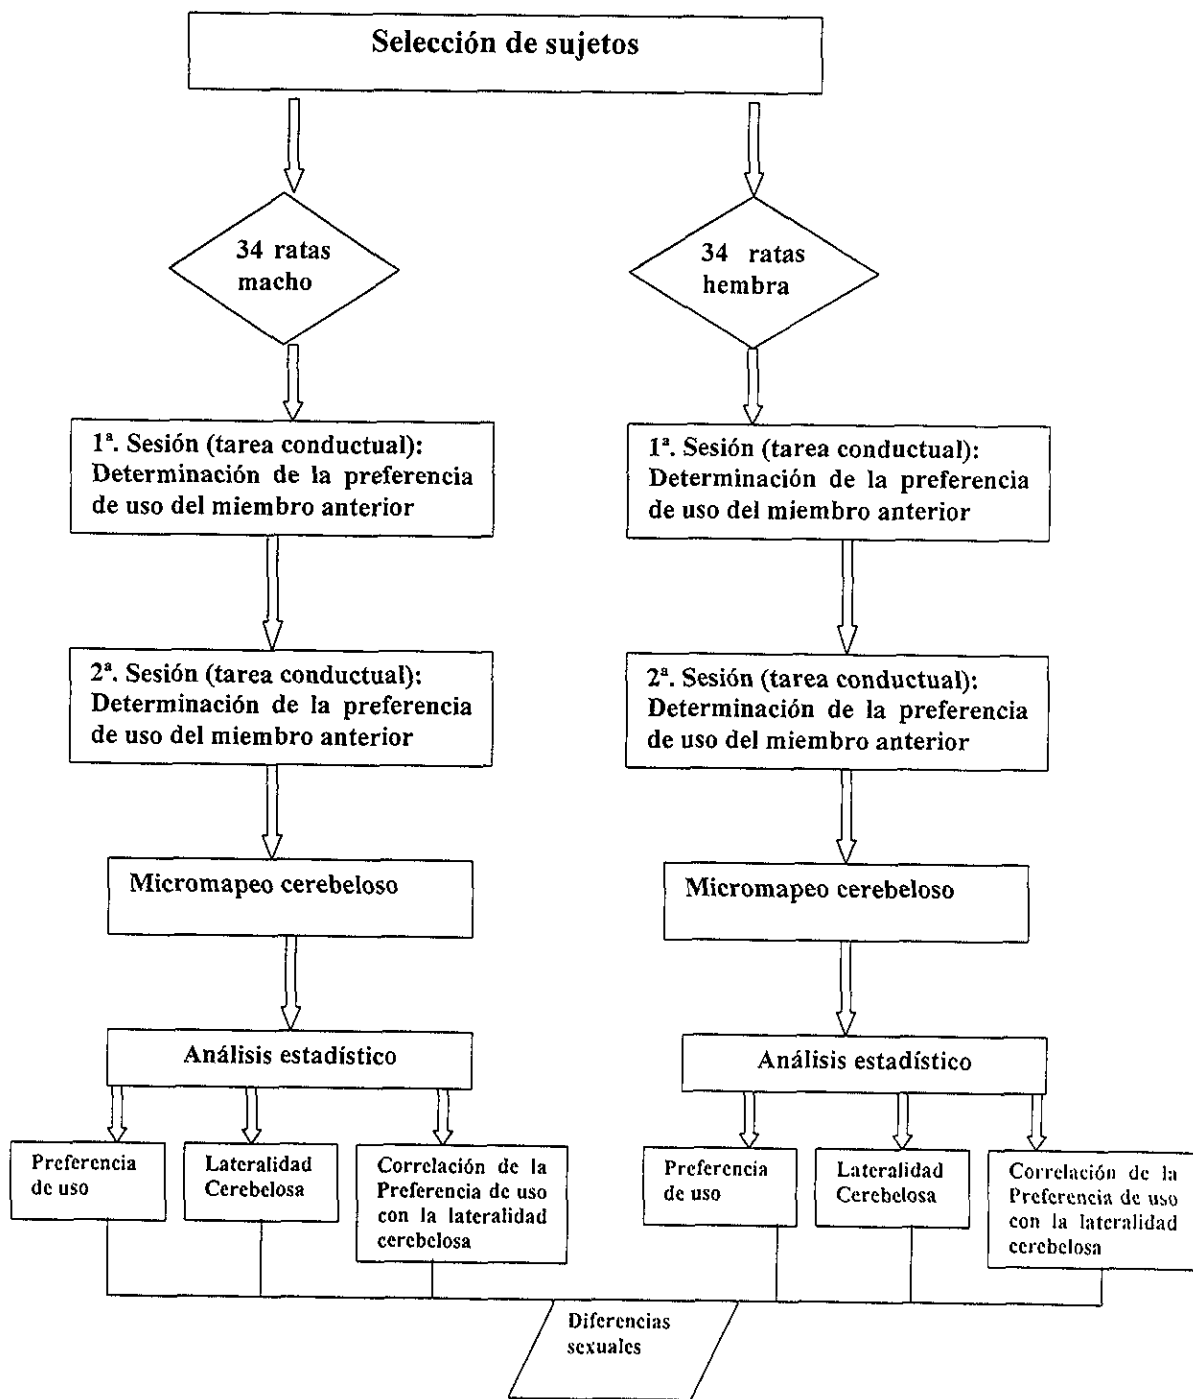 Selección de sujetos
34 ratas
macho
34 ratas
hembra
1ª. Sesión (tarea conductual):
Determinación de la preferencia
de uso del miembro anterior
1ª. Sesión (tarea conductual):
Determinación de la preferencia
de uso del miembro anterior
2ª. Sesión (tarea conductual):
Determinación de la preferencia
de uso del miembro anterior
2ª. Sesión (tarea conductual):
Determinación de la preferencia
de uso del miembro anterior
Micromapeo cerebeloso
Micromapeo cerebeloso
Análisis estadístico
Análisis estadístico
Preferencia
de uso
Lateralidad
Cerebelosa
Correlación de la
Preferencia de uso
con la lateralidad
cerebelosa
Preferencia
de uso
Lateralidad
Cerebelosa
Correlación de la
Preferencia de uso
con la lateralidad
cerebelosa
Diferencias
sexuales